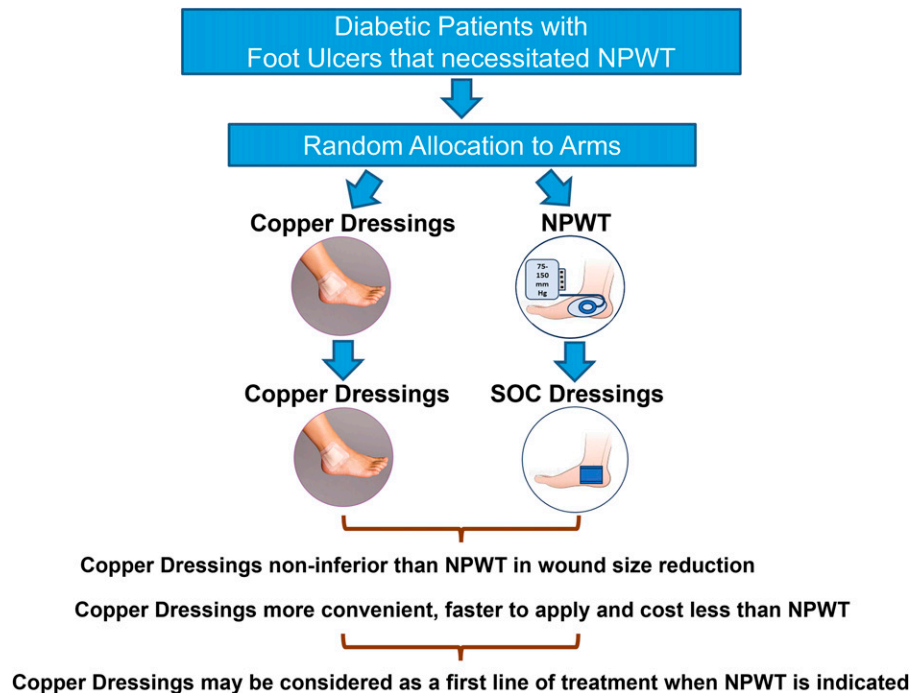 Diabetic Patients with
Foot Ulcers that necessitated NPWT
Random Allocation to Arms
Copper Dressings
NPWT
75-
150
mm
Hg
Copper Dressings
SOC Dressings
Copper Dressings non-inferior than NPWT in wound size reduction
Copper Dressings more convenient, faster to apply and cost less than NPWT
Copper Dressings may be considered as a first line of treatment when NPWT is indicated